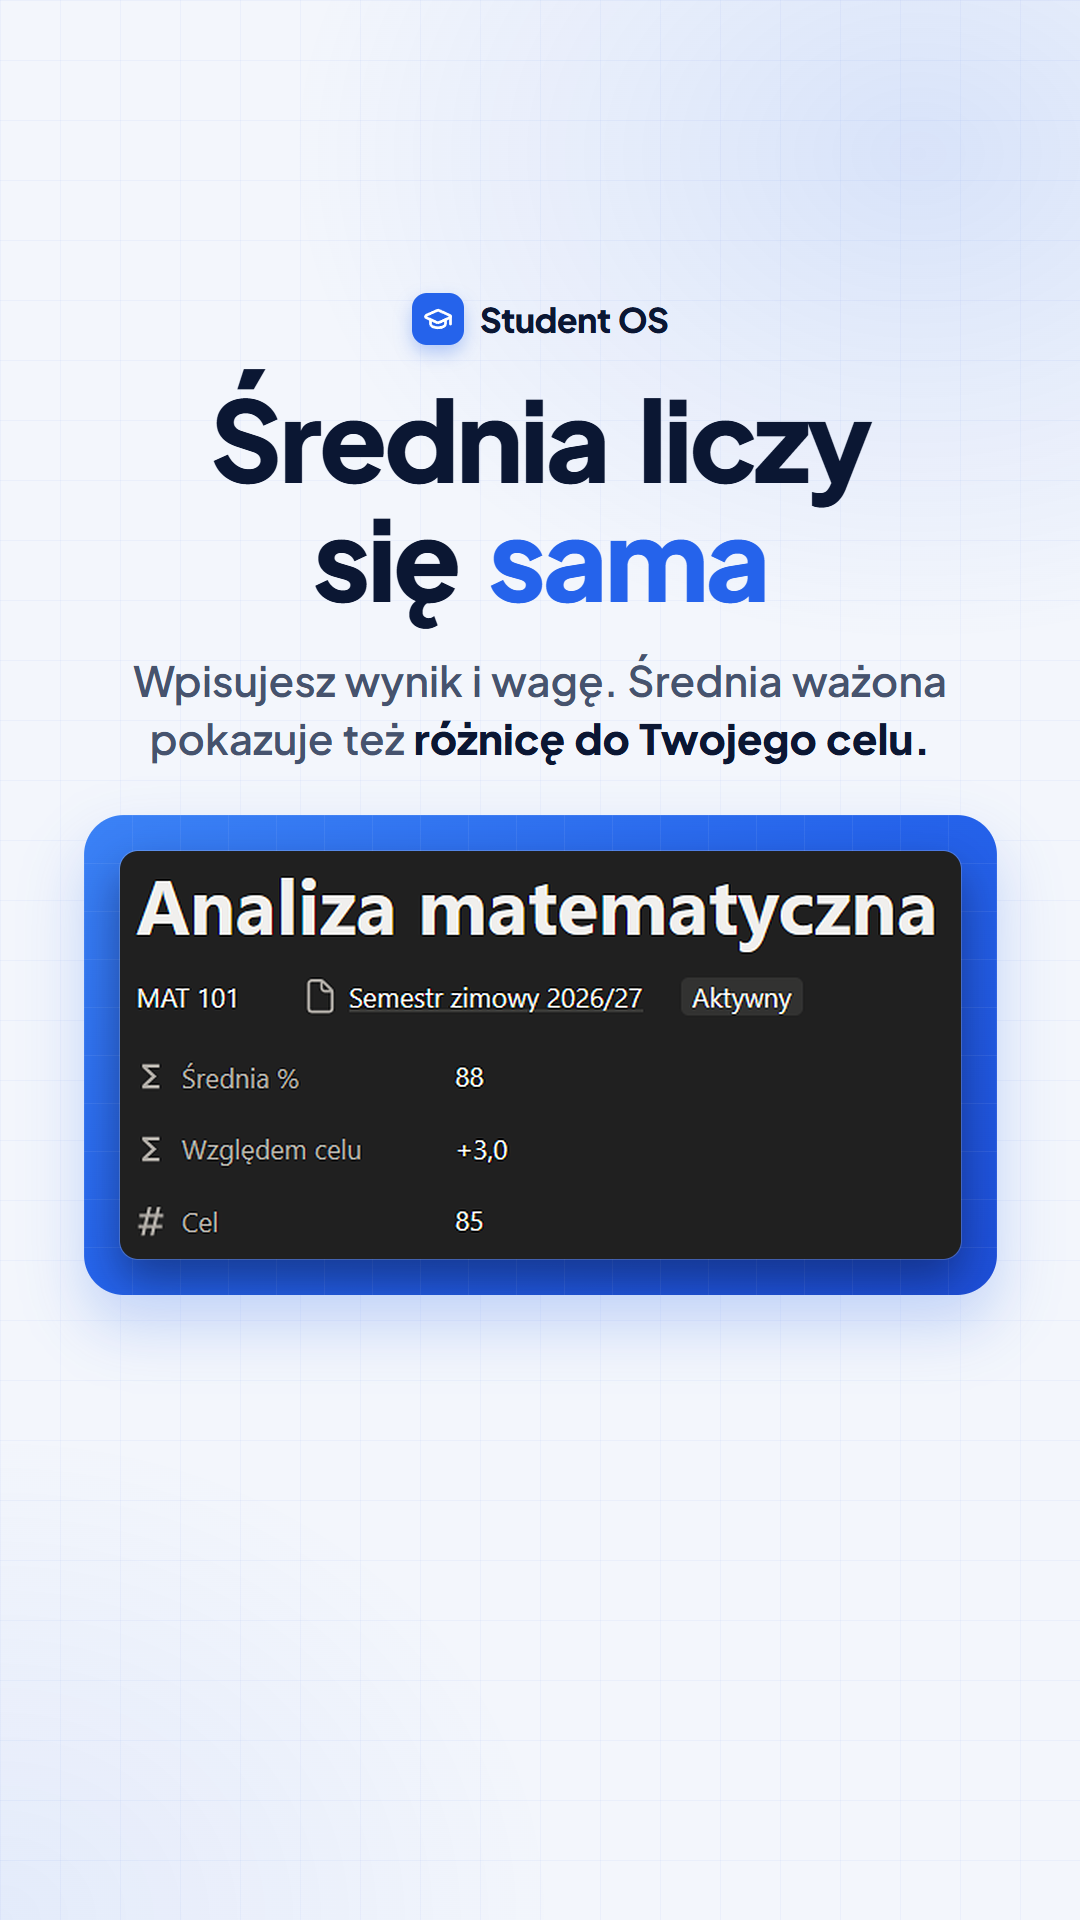 Student OS
Średnia liczy
się sama
Wpisujesz wynik i wagę. Średnia ważona
pokazuje też różnicę do Twojego celu.
Analiza matematyczna
MAT 101 Semestr zimowy 2026/27 Aktywny
Σ Średnia % 88
Σ Względem celu +3,0
# Cel 85